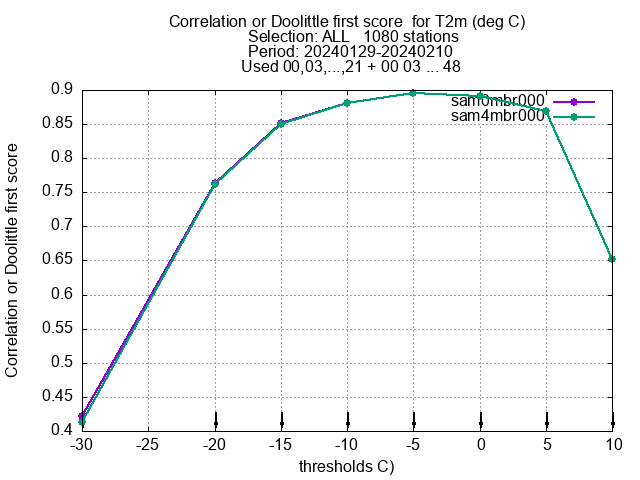 Correlation or Doolittle first score  for T2m (deg C)
Selection: ALL   1080 stations
Period: 20240129-20240210
Used 00,03,...,21 + 00 03 ... 48
sam0mbr000
sam4mbr000
Correlation or Doolittle first score
0.9
0.85
0.8
0.75
0.7
0.65
0.6
0.55
0.5
0.45
0.4
-30 -25 -20 -15 -10 -5 0 5 10
thresholds C)